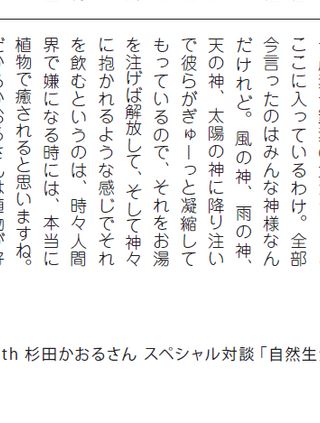 ここに入っているわけ。全部
今言ったのはみんな神様なん
だけれど。風の神、雨の神、
天の神、太陽の神に降り注い
で彼らがぎゅーっと凝縮して
もっているので、それをお湯
を注げば解放して、そして神々
に抱かれるような感じでそれ
を飲むというのは、時々人間
界で嫌になる時には、本当に
植物で癒されると思いますね。
th 杉田かおるさん スペシャル対談「自然生